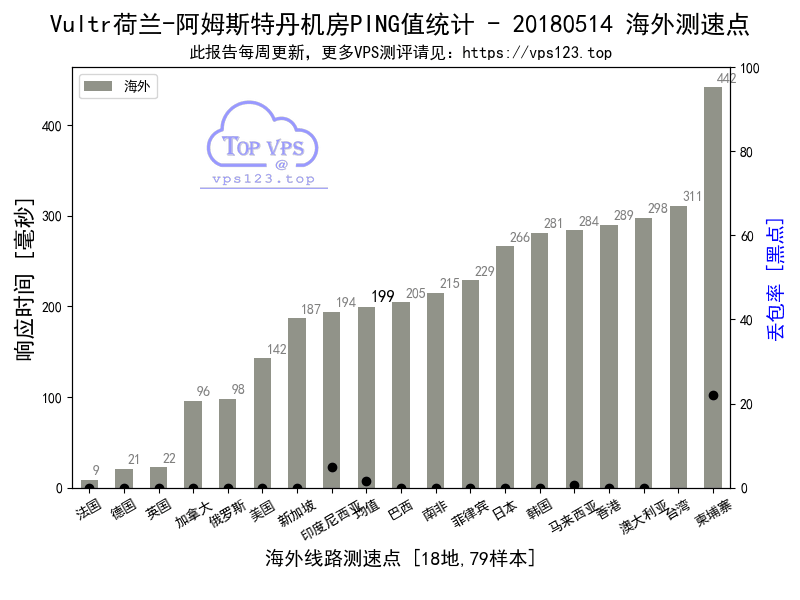 Vultr荷兰-阿姆斯特丹机房PING值统计 - 20180514 海外测速点
此报告每周更新，更多VPS测评请见：https://vps123.top
海外
TOP VPS
@
vps123.top
响应时间 [毫秒]
400
300
200
100
0
9
21
22
96
98
142
187
194
199
205
215
229
266
281
284
289
298
311
442
100
80
60
40
20
0
丢包率 [黑点]
法国
德国
英国
加拿大
俄罗斯
美国
新加坡
印度尼西亚
均值
巴西
南非
菲律宾
日本
韩国
马来西亚
香港
澳大利亚
台湾
柬埔寨
海外线路测速点 [18地,79样本]